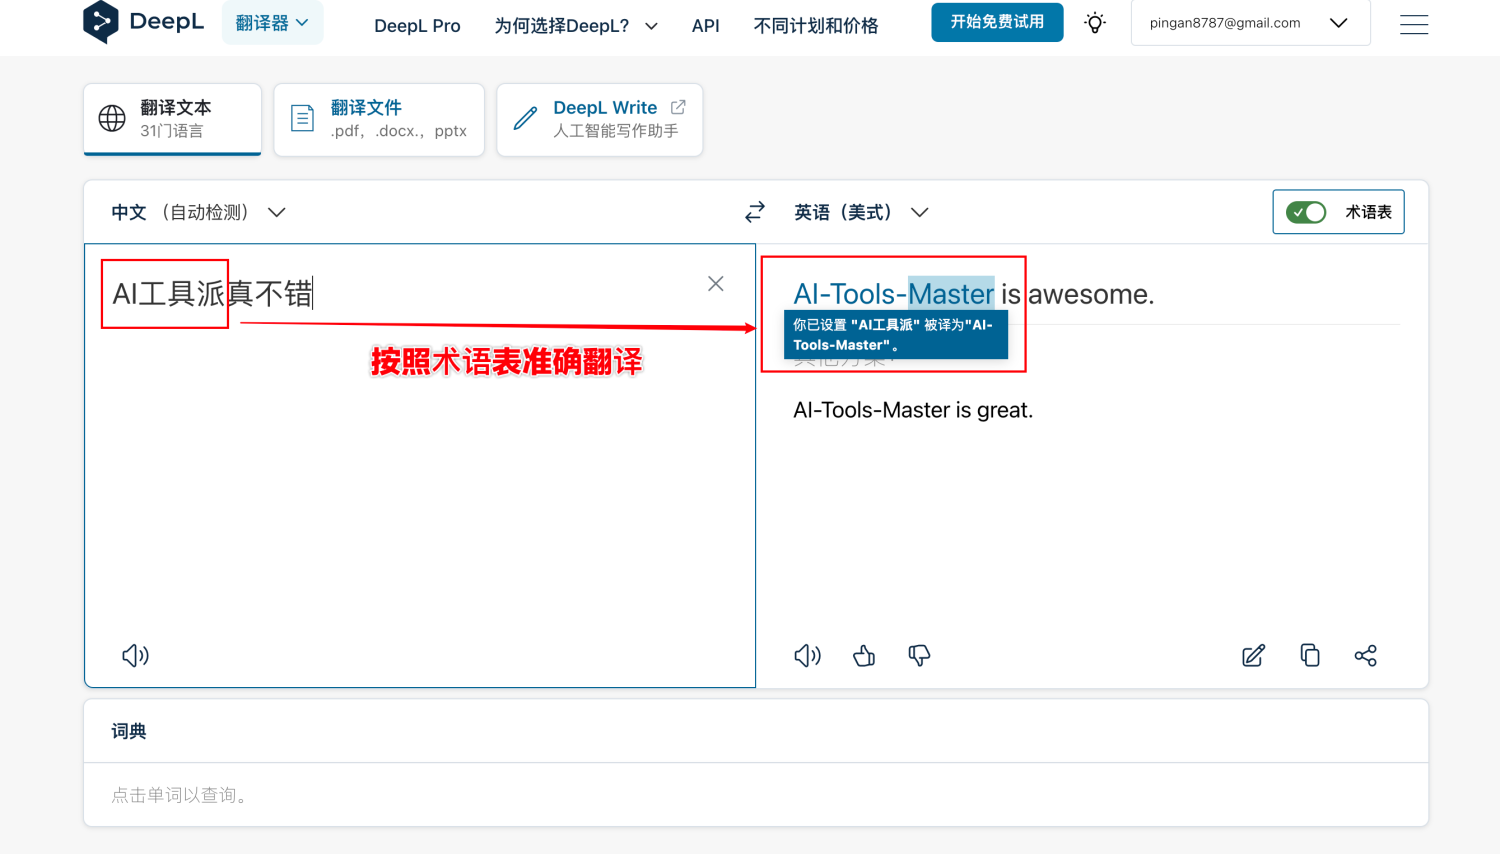 DeepL
翻译器
DeepL Pro
为何选择DeepL?
API
不同计划和价格
开始免费试用
pingan8787@gmail.com
翻译文本
31门语言
翻译文件
.pdf, .docx., pptx
DeepL Write
人工智能写作助手
中文 （自动检测）
英语（美式）
术语表
AI工具派真不错
AI-Tools-Master is awesome.
你已设置 "AI工具派" 被译为"AI-
Tools-Master"。
其他方案:
按照术语表准确翻译
AI-Tools-Master is great.
词典
点击单词以查询。